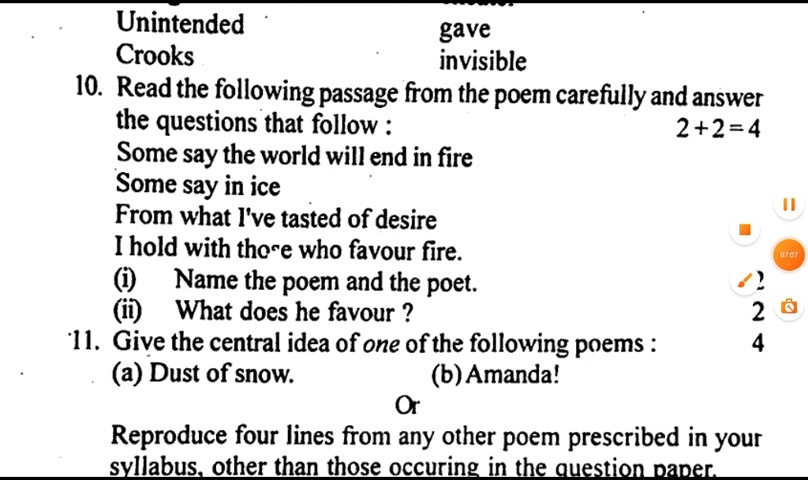 Unintended gave
Crooks invisible
10. Read the following passage from the poem carefully and answer
the questions that follow : 2+2=4
Some say the world will end in fire
Some say in ice
From what I've tasted of desire
I hold with those who favour fire.
(i) Name the poem and the poet. 2
(ii) What does he favour ? 2
11. Give the central idea of one of the following poems : 4
(a) Dust of snow. (b) Amanda!
Or
Reproduce four lines from any other poem prescribed in your
syllabus, other than those occuring in the question paper.
07:07